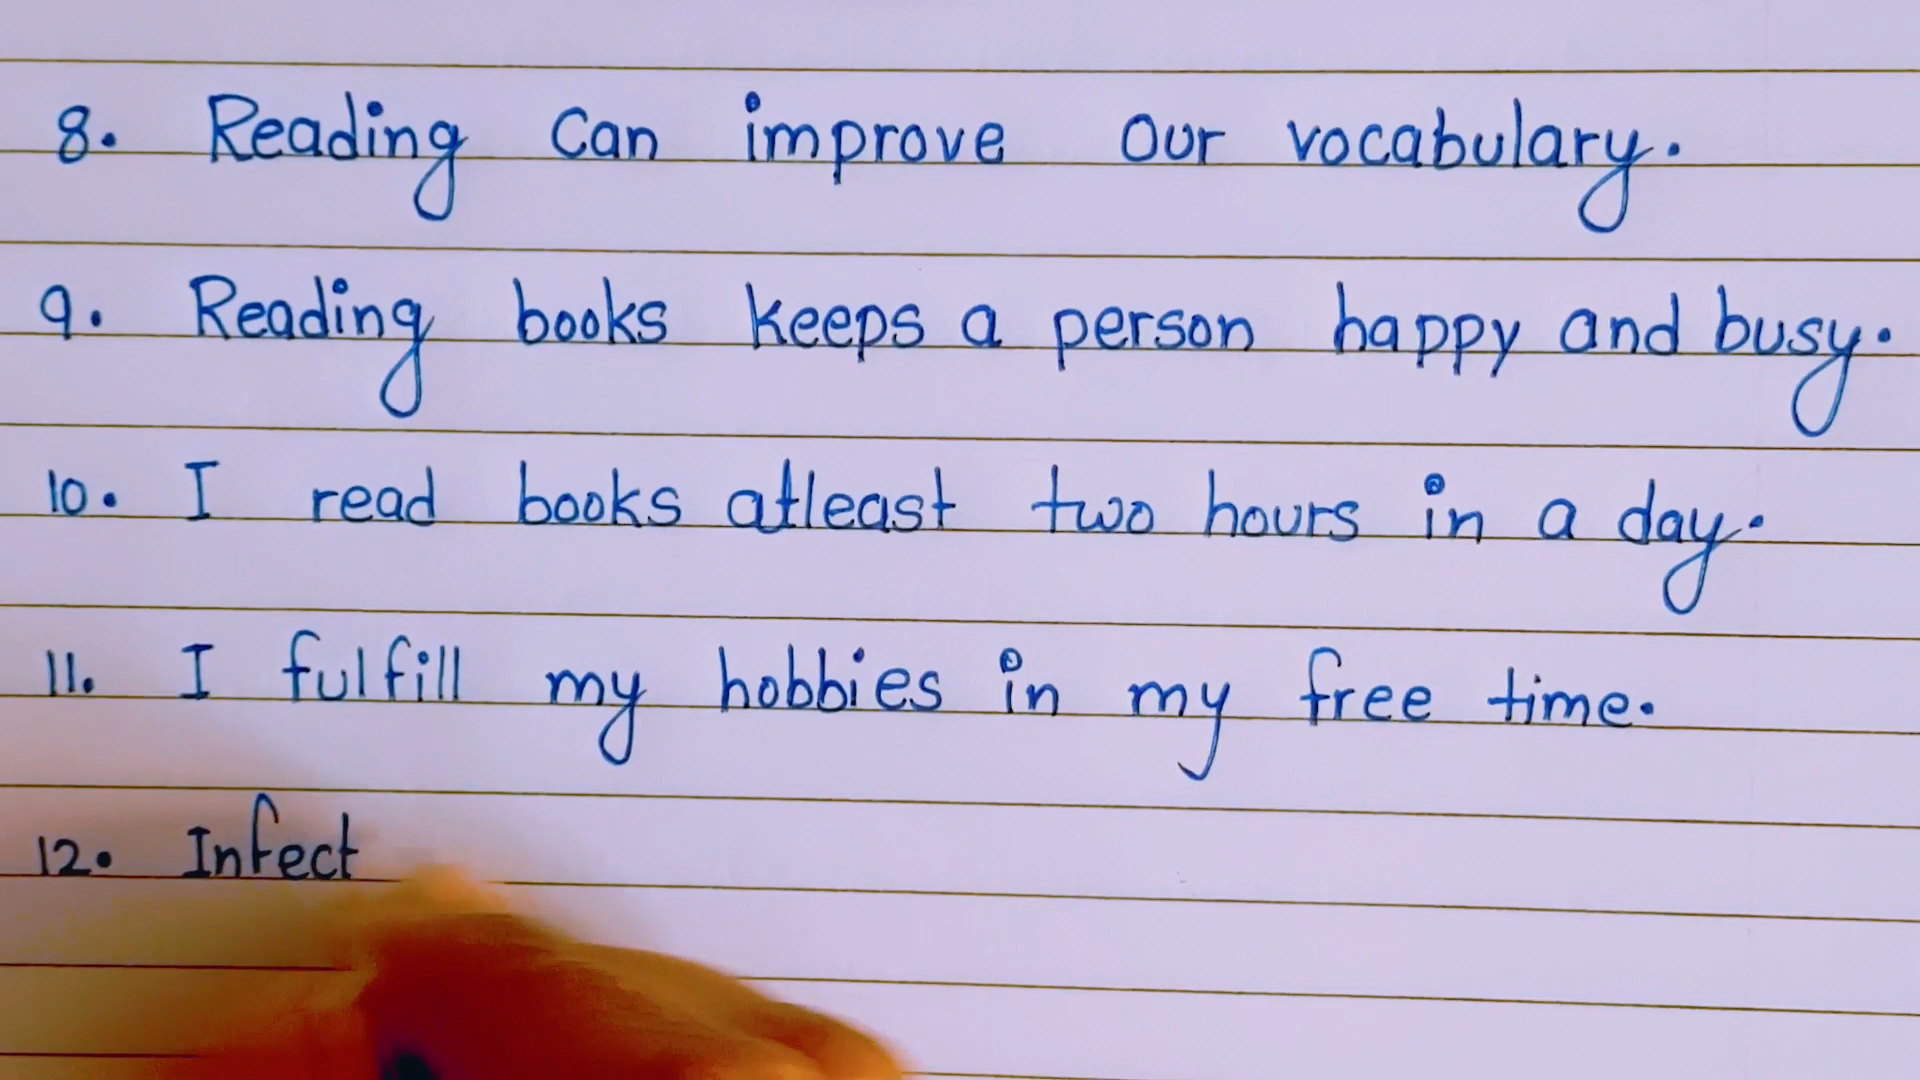 8. Reading can improve our vocabulary.
9. Reading books keeps a person happy and busy.
10. I read books atleast two hours in a day.
11. I fulfill my hobbies in my free time.
12. Infect